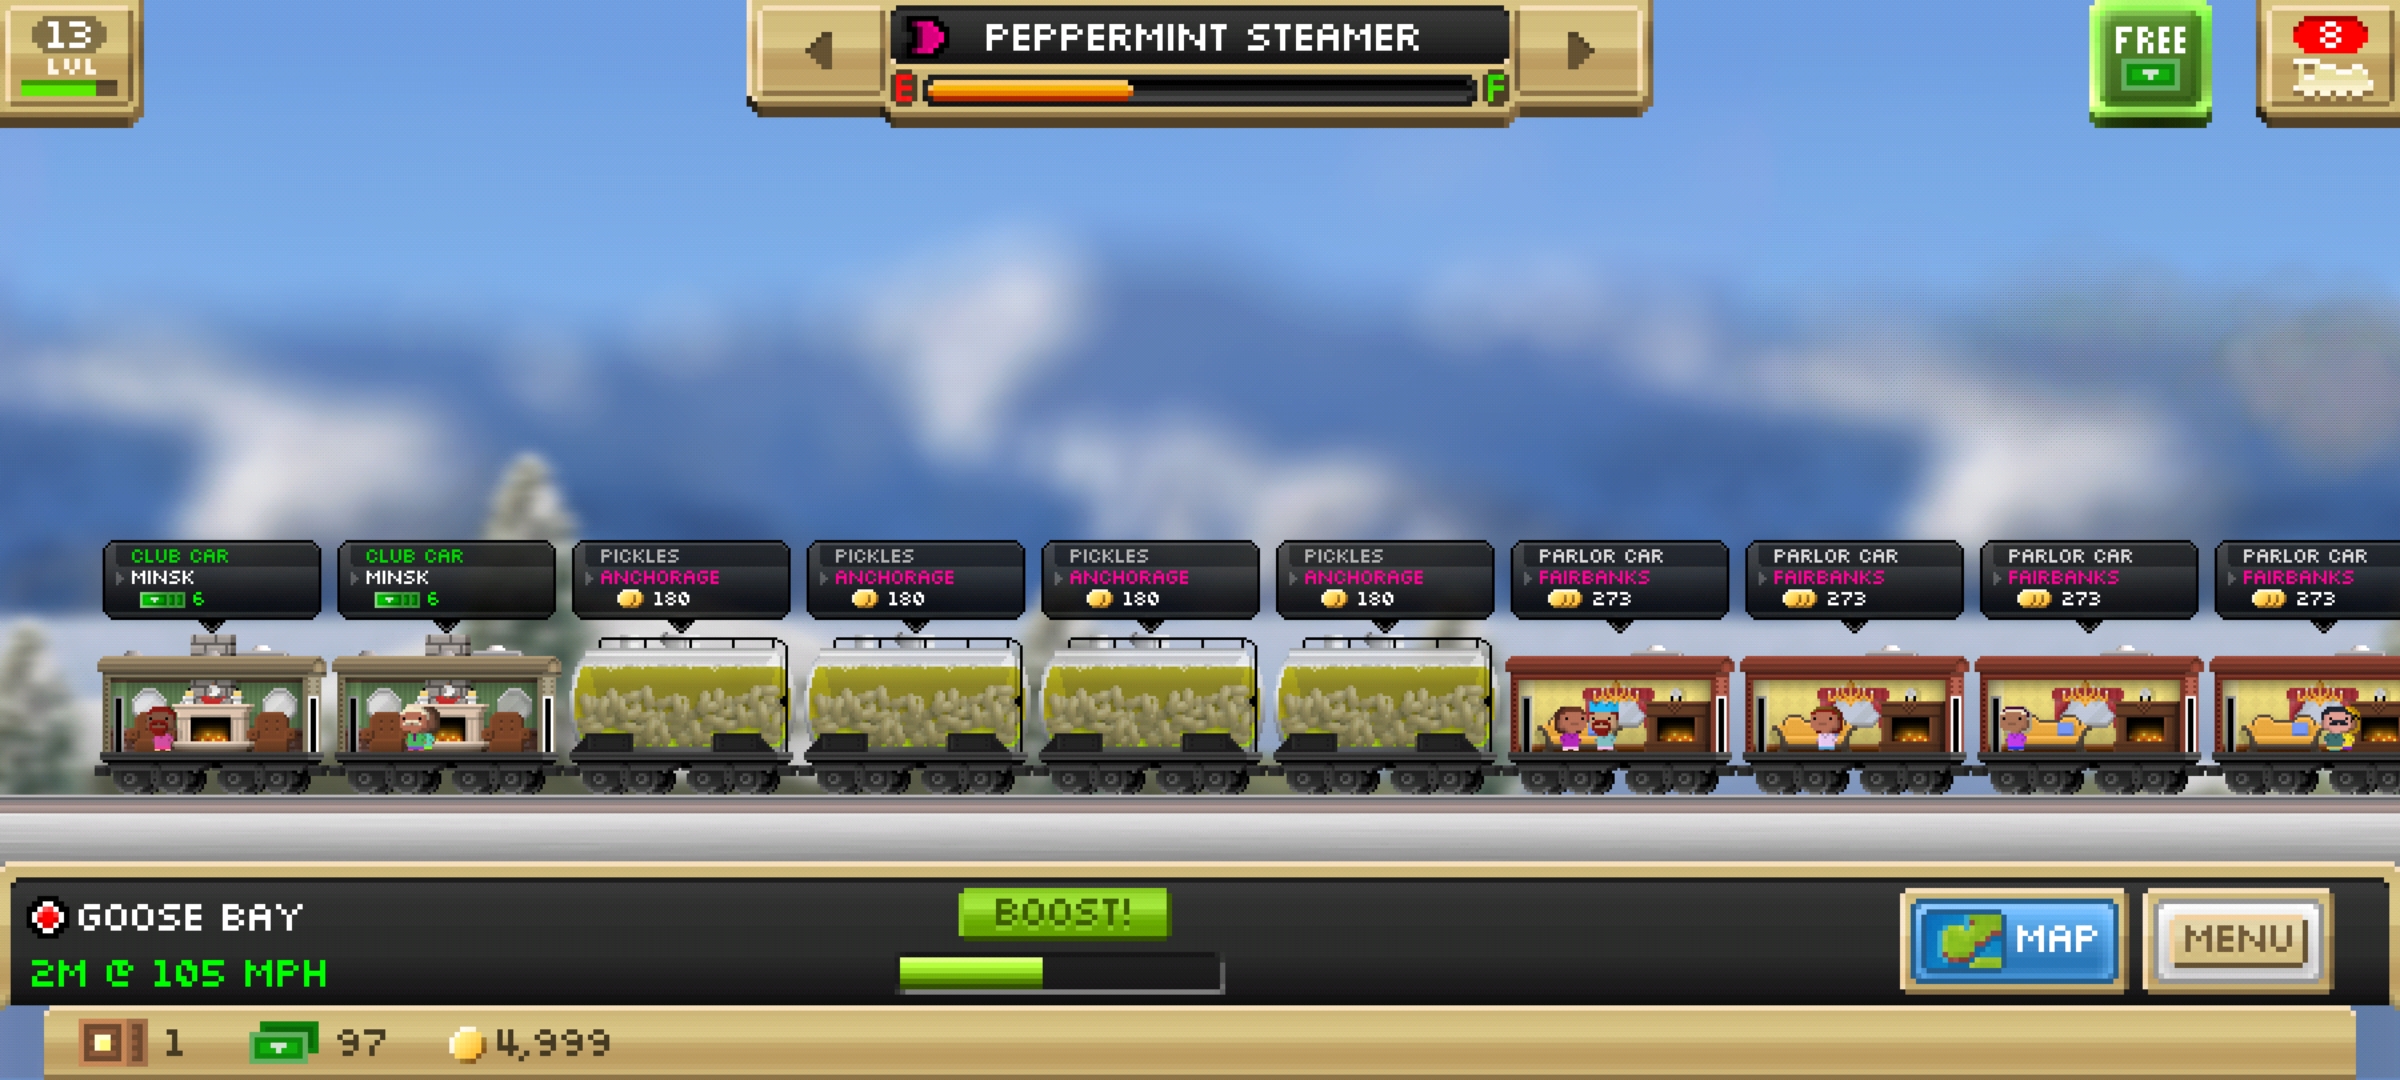 13
LVL
PEPPERMINT STEAMER
E
F
FREE
8
CLUB CAR
MINSK
6
CLUB CAR
MINSK
6
PICKLES
ANCHORAGE
180
PICKLES
ANCHORAGE
180
PICKLES
ANCHORAGE
180
PICKLES
ANCHORAGE
180
PARLOR CAR
FAIRBANKS
273
PARLOR CAR
FAIRBANKS
273
PARLOR CAR
FAIRBANKS
273
PARLOR CAR
FAIRBANKS
273
GOOSE BAY
2M @ 105 MPH
BOOST!
MAP
MENU
1
97
4,999